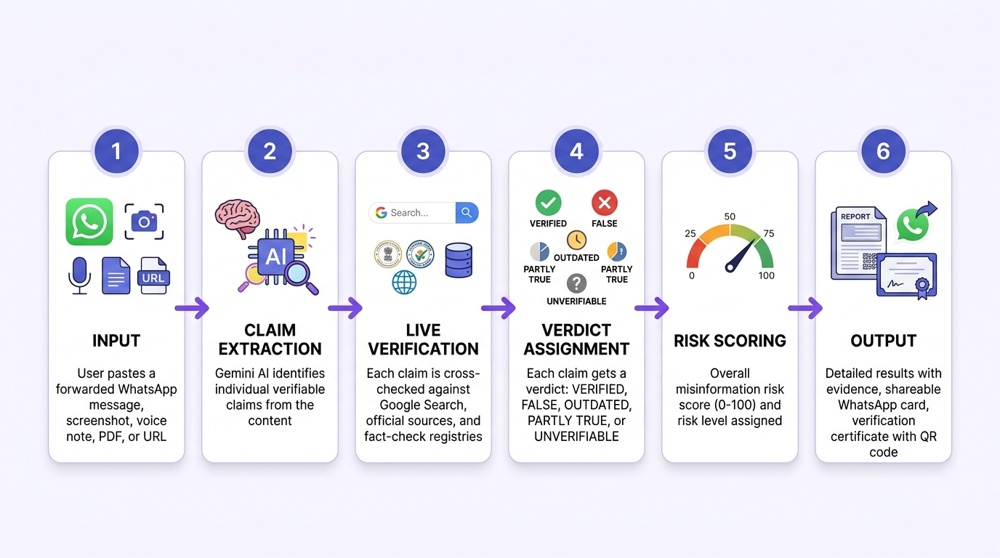 1
INPUT
URL
User pastes a
forwarded WhatsApp
message,
screenshot, voice
note, PDF, or URL
2
AI
CLAIM
EXTRACTION
Gemini AI identifies
individual verifiable
claims from the
content
3
Search...
LIVE
VERIFICATION
Each claim is cross-
checked against
Google Search,
official sources, and
fact-check registries
4
VERIFIED
FALSE
OUTDATED
PARTLY
TRUE
PARTLY
TRUE
?
UNVERIFIABLE
VERDICT
ASSIGNMENT
Each claim gets a
verdict: VERIFIED,
FALSE, OUTDATED,
PARTLY TRUE, or
UNVERIFIABLE
5
0
25
50
75
100
RISK SCORING
Overall
misinformation risk
score (0-100) and
risk level assigned
6
REPORT
OUTPUT
Detailed results with
evidence, shareable
WhatsApp card,
verification
certificate with QR
code